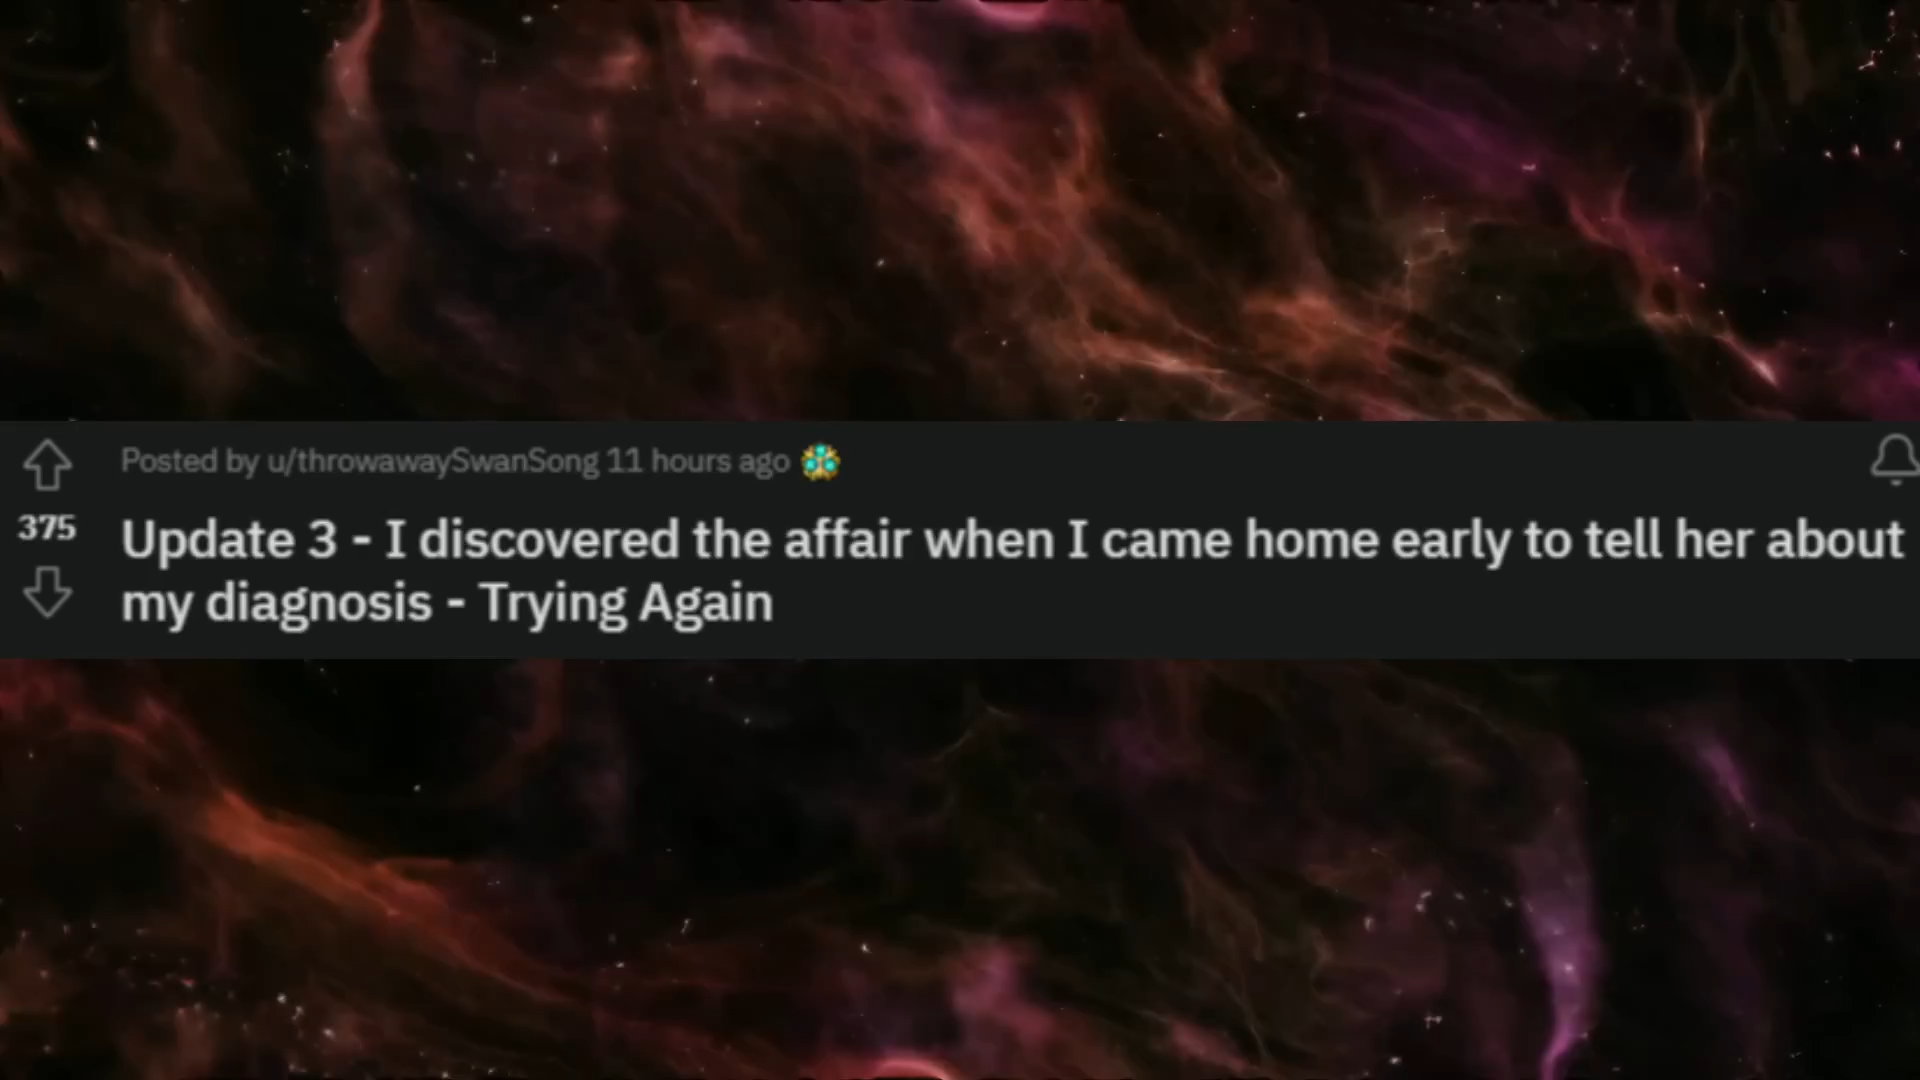 Posted by u/throwawaySwanSong 11 hours ago
375
Update 3 - I discovered the affair when I came home early to tell her about
my diagnosis - Trying Again